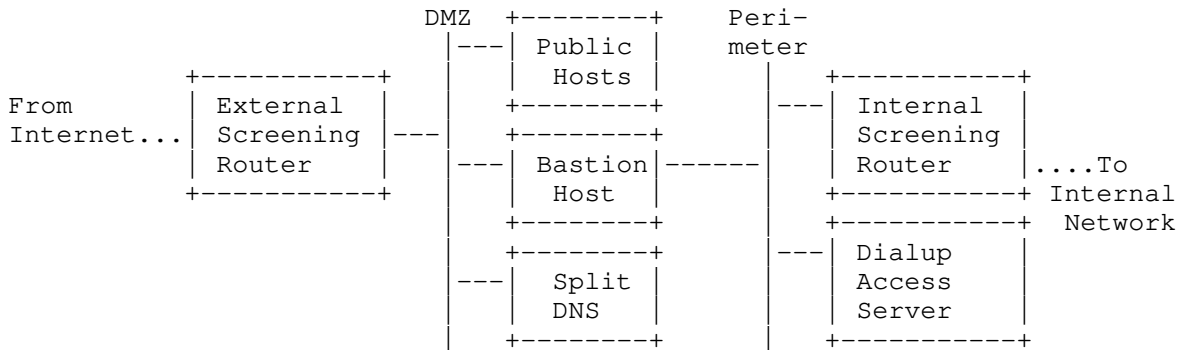 DMZ Peri-
Public meter
Hosts
From External Internal
Internet... Screening Screening
Router Bastion Router ....To
Host Internal
Network
Split Dialup
DNS Access
Server